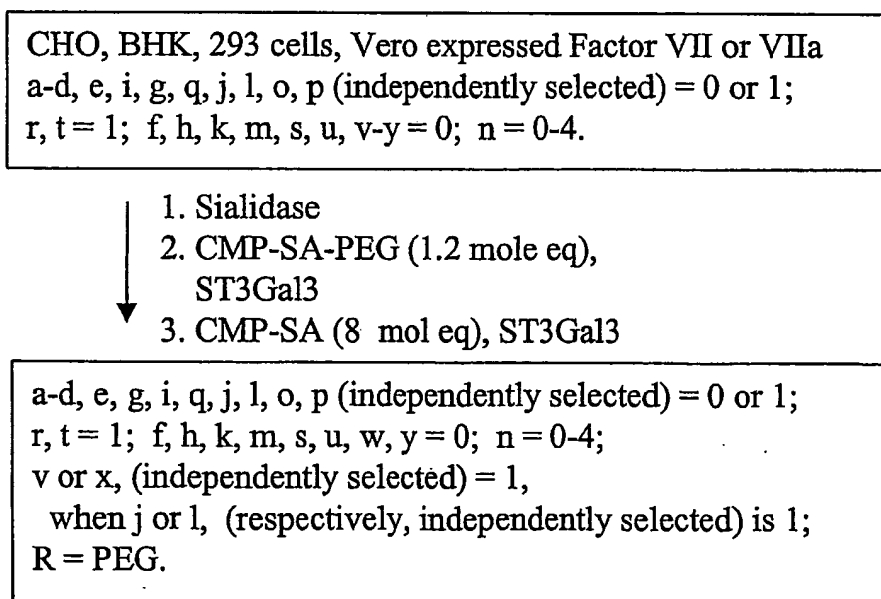 CHO, BHK, 293 cells, Vero expressed Factor VII or VIIa
a-d, e, i, g, q, j, l, o, p (independently selected) = 0 or 1;
r, t = 1; f, h, k, m, s, u, v-y = 0; n = 0-4.
1. Sialidase
2. CMP-SA-PEG (1.2 mole eq),
ST3Gal3
3. CMP-SA (8 mol eq), ST3Gal3
a-d, e, g, i, q, j, l, o, p (independently selected) = 0 or 1;
r, t = 1; f, h, k, m, s, u, w, y = 0; n = 0-4;
v or x, (independently selected) = 1,
when j or l, (respectively, independently selected) is 1;
R = PEG.